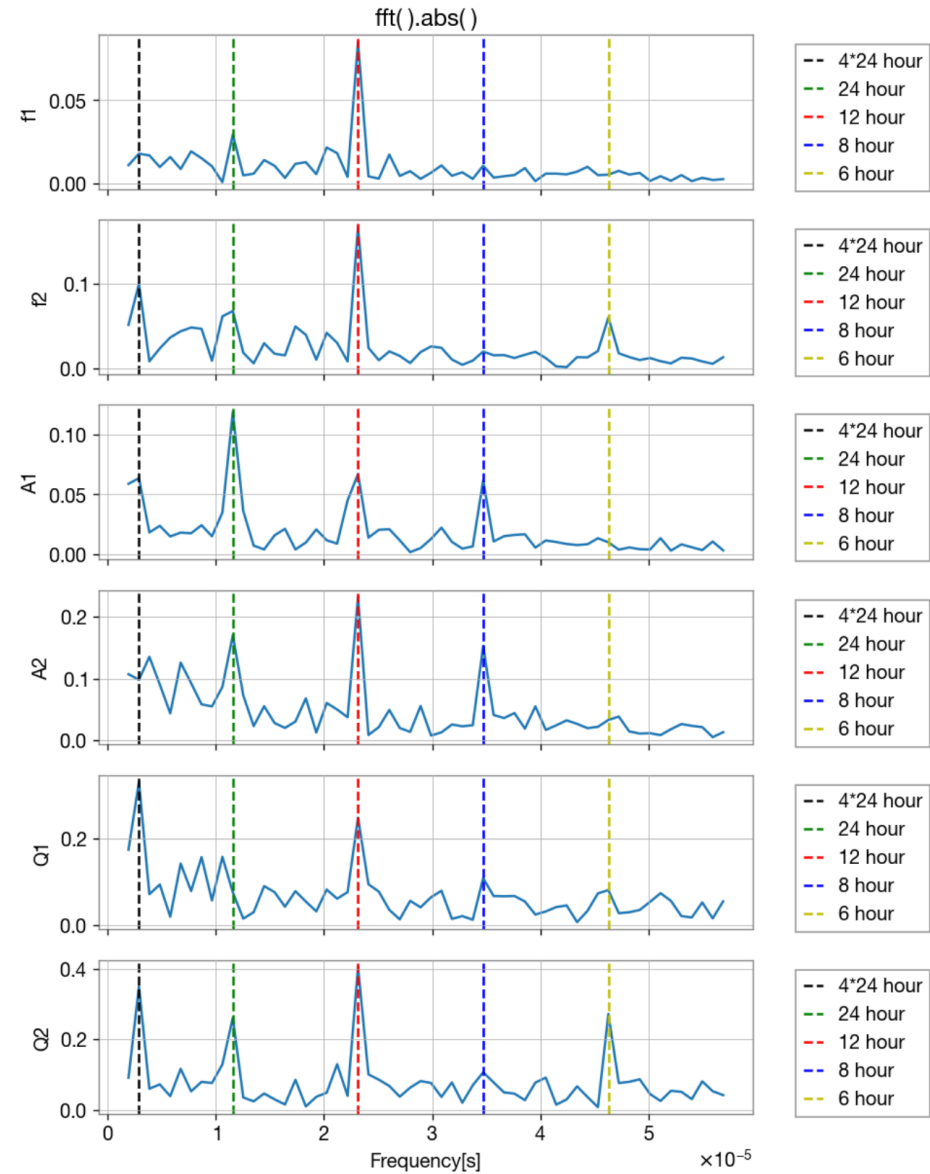 fft( ).abs( )
0.05
0.00
f1
4*24 hour
24 hour
12 hour
8 hour
6 hour
0.1
0.0
f2
4*24 hour
24 hour
12 hour
8 hour
6 hour
0.10
0.05
0.00
A1
4*24 hour
24 hour
12 hour
8 hour
6 hour
0.2
0.1
0.0
A2
4*24 hour
24 hour
12 hour
8 hour
6 hour
0.2
0.0
Q1
4*24 hour
24 hour
12 hour
8 hour
6 hour
0.4
0.2
0.0
Q2
4*24 hour
24 hour
12 hour
8 hour
6 hour
0 1 2 3 4 5
Frequency[s]
×10⁻⁵